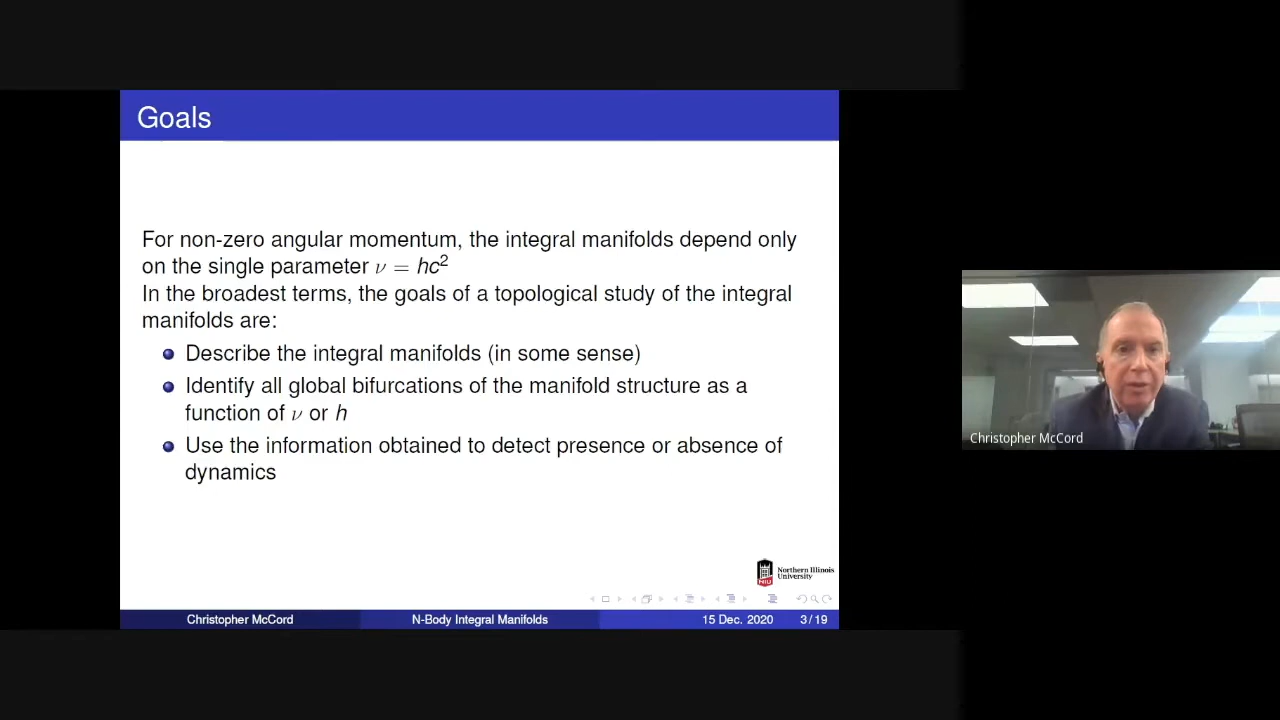 Goals
For non-zero angular momentum, the integral manifolds depend only
on the single parameter ν = hc²
In the broadest terms, the goals of a topological study of the integral
manifolds are:
Describe the integral manifolds (in some sense)
Identify all global bifurcations of the manifold structure as a
function of ν or h
Use the information obtained to detect presence or absence of
dynamics
NIU
Northern Illinois
University
Christopher McCord
N-Body Integral Manifolds
15 Dec. 2020
3 / 19
Christopher McCord